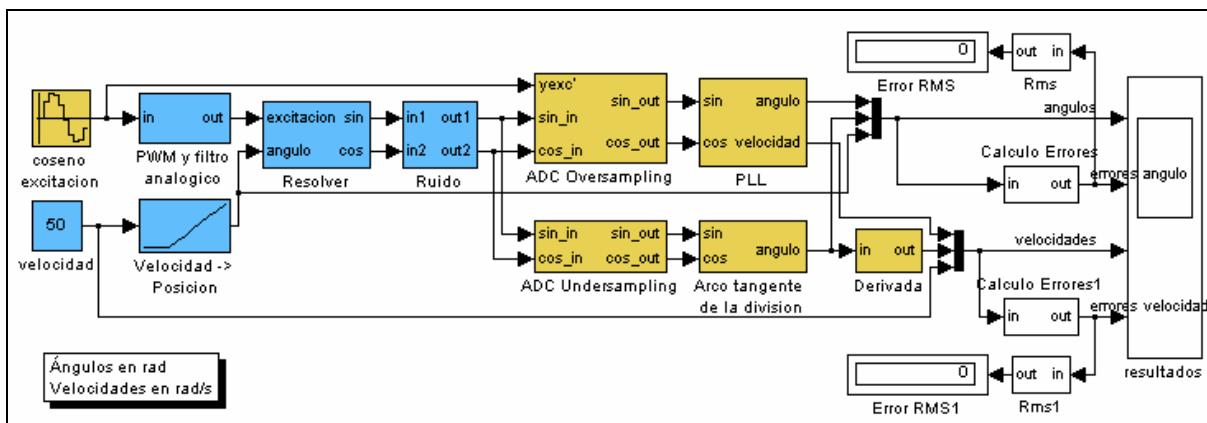 0
Error RMS
out in
Rms
coseno
excitacion
in out
PWM y filtro
analogico
excitacion sin
angulo cos
Resolver
in1 out1
in2 out2
Ruido
yexc'
sin_in
cos_in
sin_out
cos_out
ADC Oversampling
sin angulo
cos velocidad
PLL
angulos
Calculo Errores
in out
errores angulo
50
velocidad
Velocidad ->
Posicion
sin_in sin_out
cos_in cos_out
ADC Undersampling
sin
cos
angulo
Arco tangente
de la division
in out
Derivada
velocidades
Calculo Errores1
in out
errores velocidad
resultados
0
Error RMS1
out in
Rms1
Ángulos en rad
Velocidades en rad/s